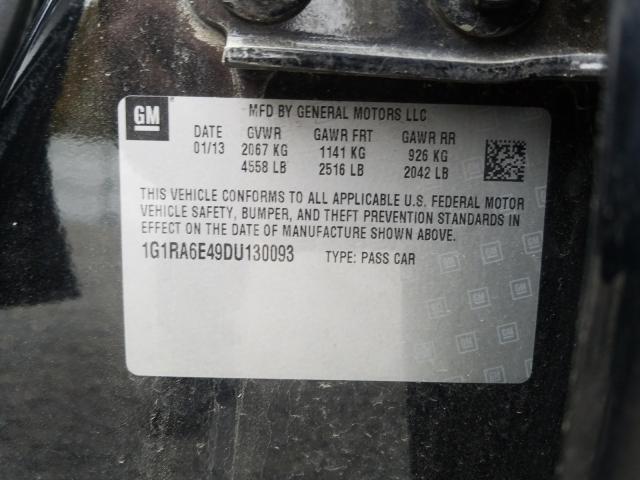 GM
MFD BY GENERAL MOTORS LLC
DATE GVWR GAWR FRT GAWR RR
01/13 2067 KG 1141 KG 926 KG
4558 LB 2516 LB 2042 LB
THIS VEHICLE CONFORMS TO ALL APPLICABLE U.S. FEDERAL MOTOR
VEHICLE SAFETY, BUMPER, AND THEFT PREVENTION STANDARDS IN
EFFECT ON THE DATE OF MANUFACTURE SHOWN ABOVE.
1G1RA6E49DU130093 TYPE: PASS CAR